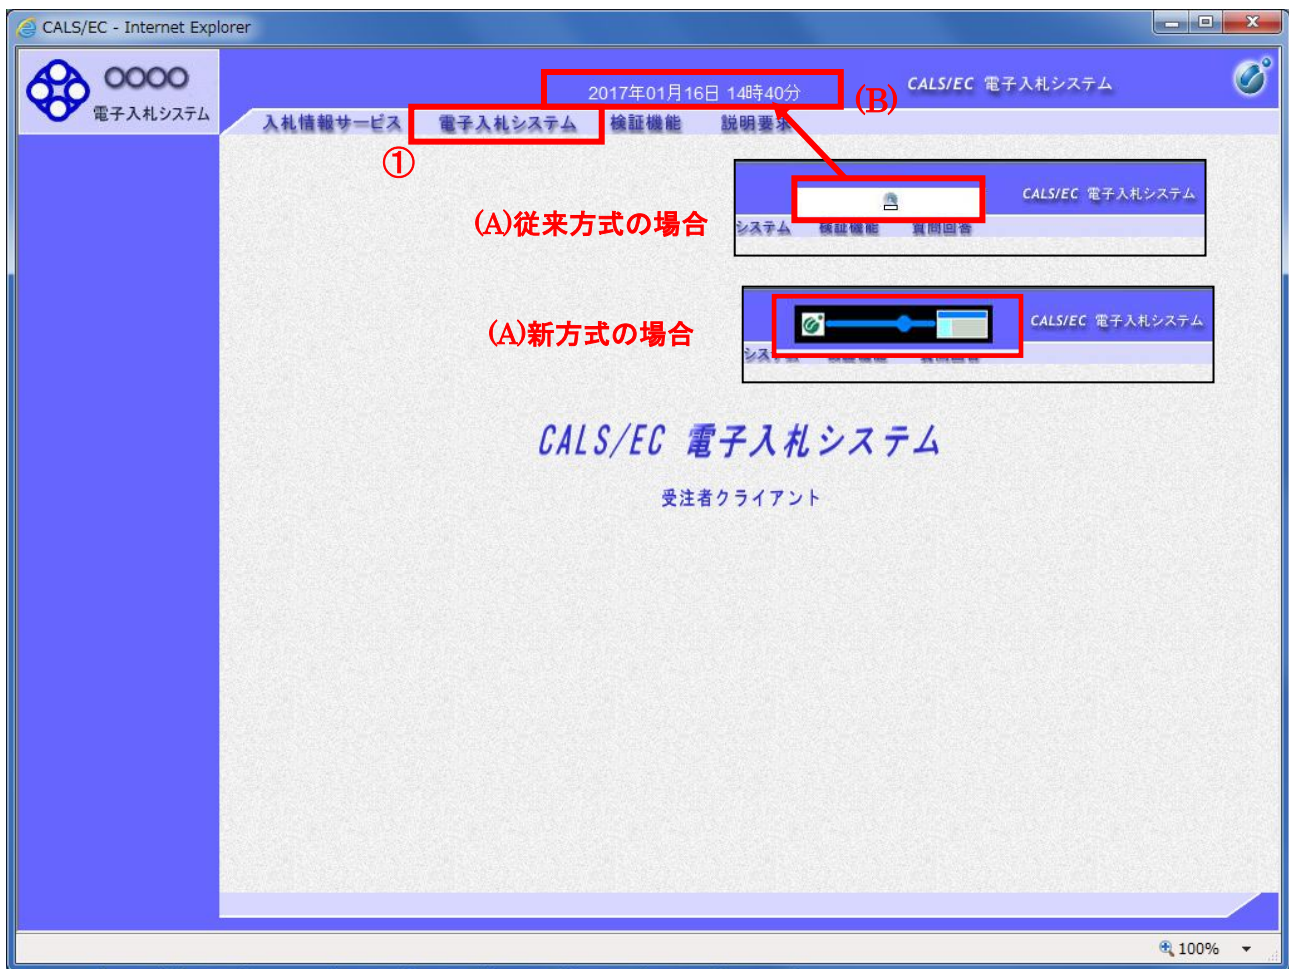 CALS/EC - Internet Explorer
○○○○
電子入札システム
2017年01月16日 14時40分
(B)
CALS/EC 電子入札システム
入札情報サービス 電子入札システム 検証機能 説明要求
①
(A)従来方式の場合
CALS/EC 電子入札システム
システム 検証機能 質問回答
(A)新方式の場合
CALS/EC 電子入札システム
システム
CALS/EC 電子入札システム
受注者クライアント
100%